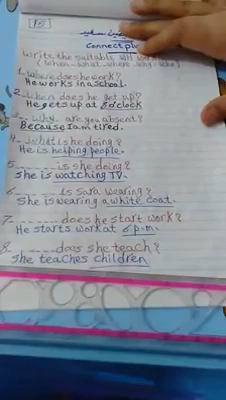 15
Connect plu
Write the suitable wh
(when - what - where - why - who)
1- Where does he work?
He works in a school.
2- When does he get up?
He gets up at 8 o'clock
3- Why are you absent?
Because I am tired.
4- What is he doing?
He is helping people.
5- ------ is she doing?
She is watching TV.
6- ------ is Sara wearing?
She is wearing a white coat.
7- ------ does he start work?
He starts work at 6 p.m.
8- ------ does she teach?
She teaches children